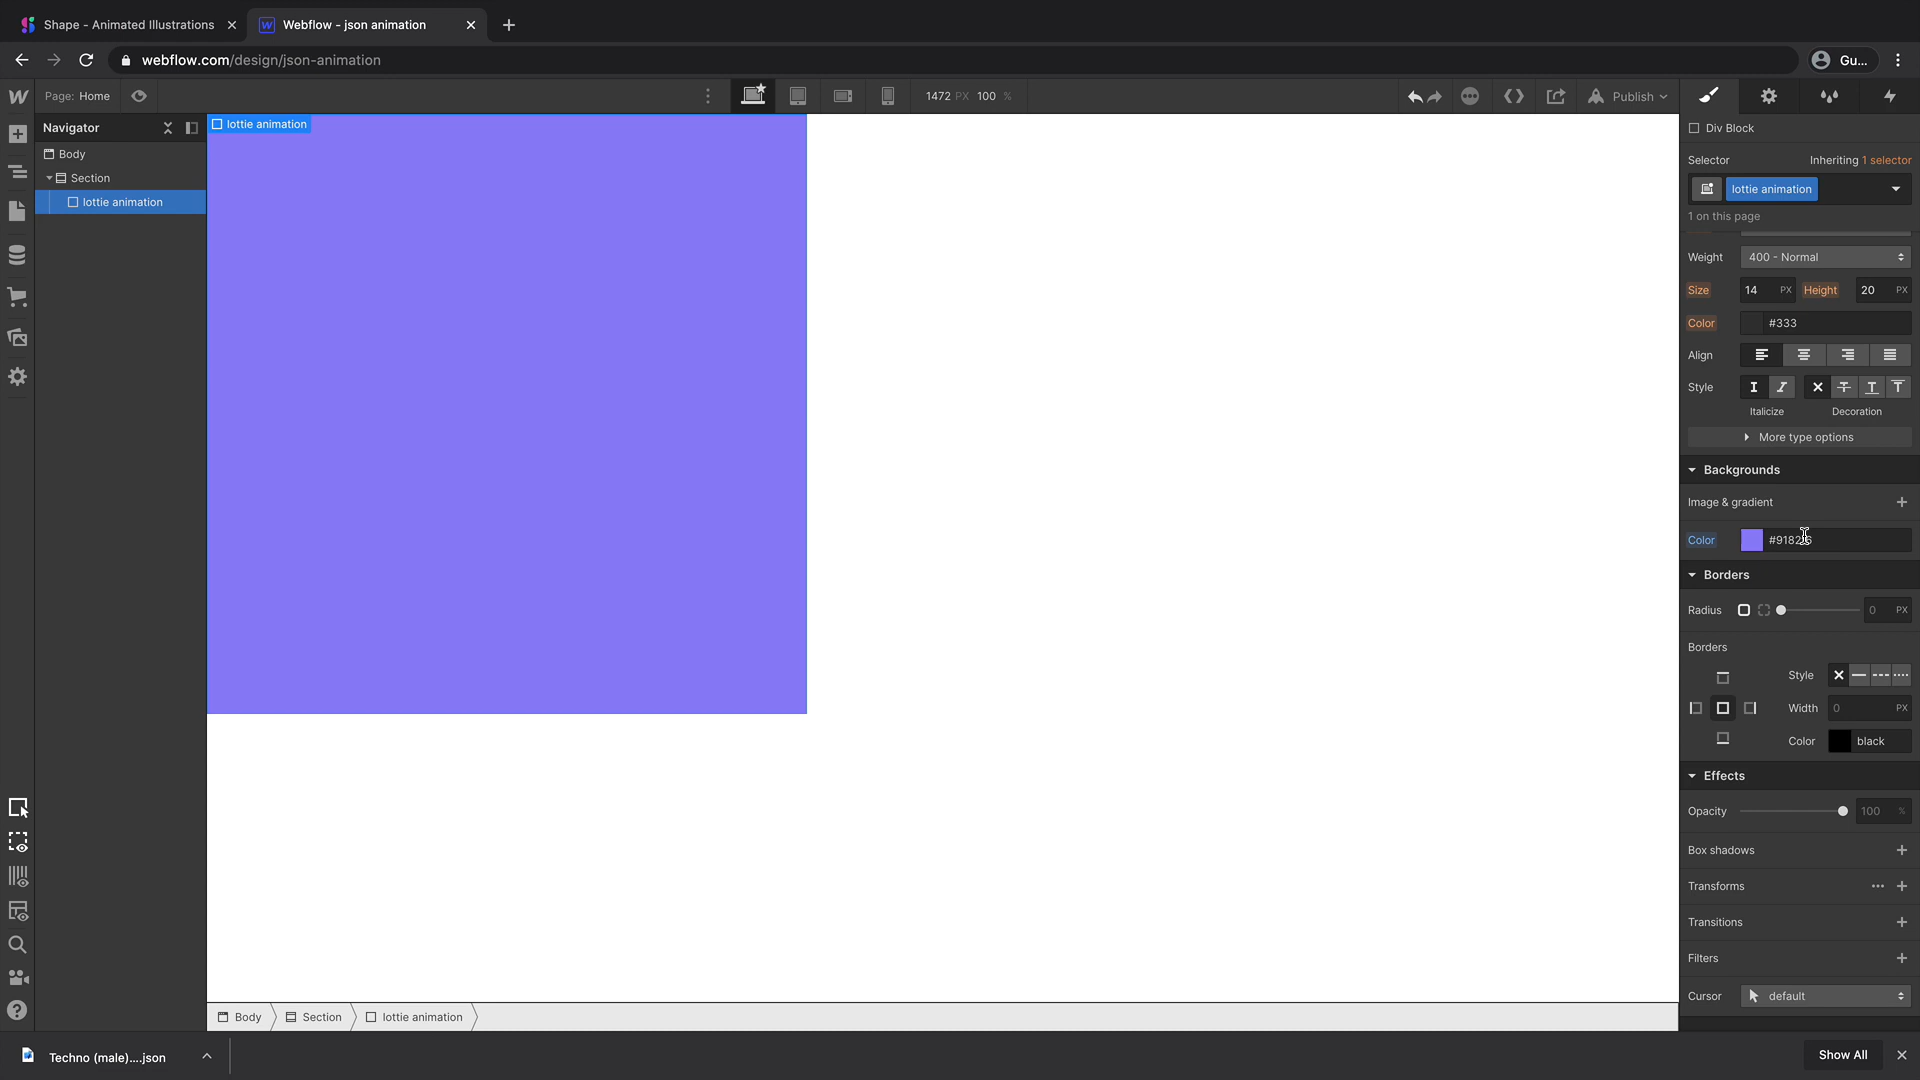 Shape - Animated Illustrations
Webflow - json animation
webflow.com/design/json-animation
Gu...
Page: Home
1472 PX 100 %
Publish
Navigator
lottie animation
Div Block
Body
Selector
Inheriting 1 selector
Section
lottie animation
lottie animation
1 on this page
Weight
400 - Normal
Size
14 PX
Height
20 PX
Color
#333
Align
Style
Italicize
Decoration
More type options
Backgrounds
Image & gradient
Color
Borders
Radius
0 PX
Borders
Style
Width
0 PX
Color
black
Effects
Opacity
100 %
Box shadows
Transforms
Transitions
Filters
Cursor
default
Body
Section
lottie animation
Techno (male)....json
Show All